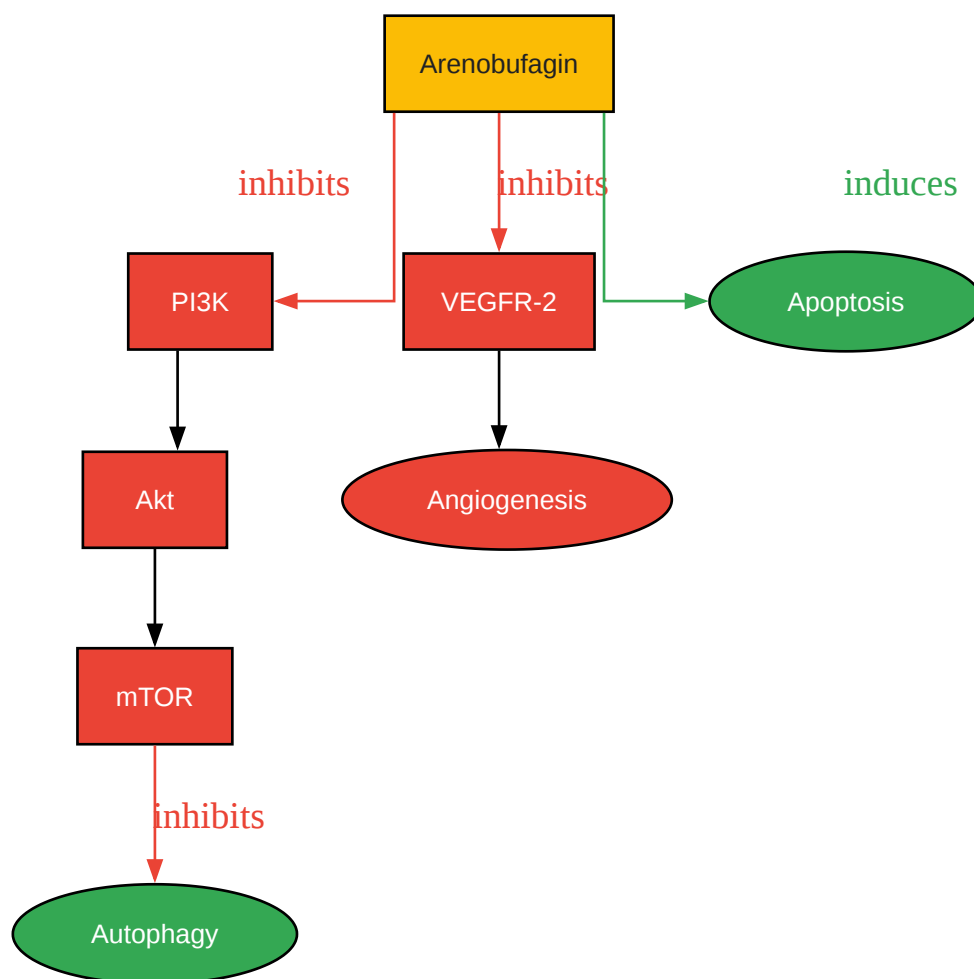 Arenobufagin
inhibits
inhibits
induces
PI3K
VEGFR-2
Apoptosis
Akt
Angiogenesis
mTOR
inhibits
Autophagy